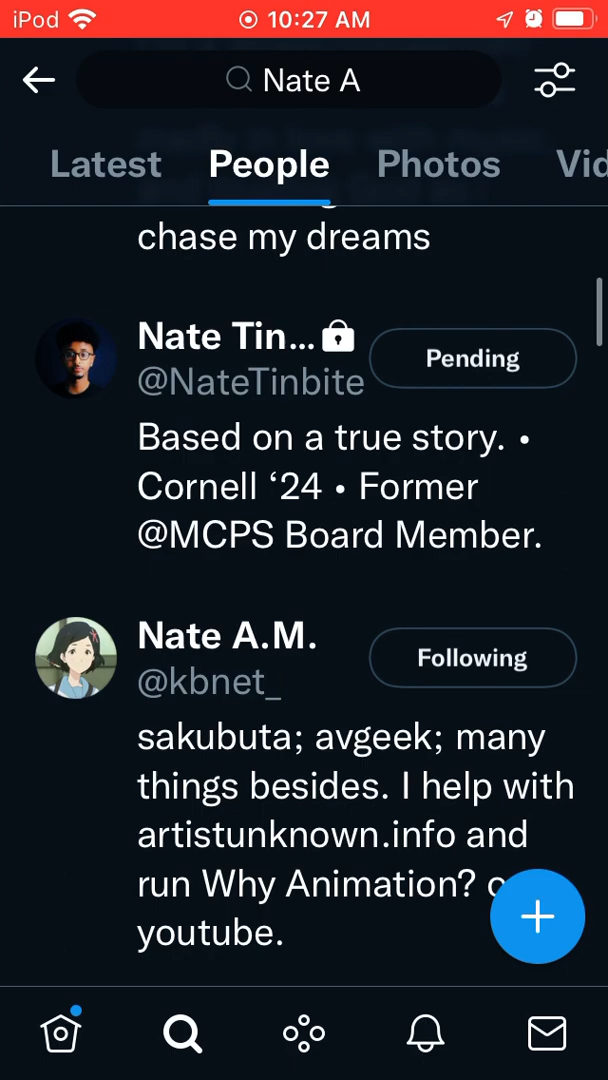 iPod 10:27 AM
Nate A
Latest People Photos Vid
chase my dreams
Nate Tin...
Pending
@NateTinbite
Based on a true story. •
Cornell ‘24 • Former
@MCPS Board Member.
Nate A.M.
Following
@kbnet_
sakubuta; avgeek; many
things besides. I help with
artistunknown.info and
run Why Animation?
youtube.